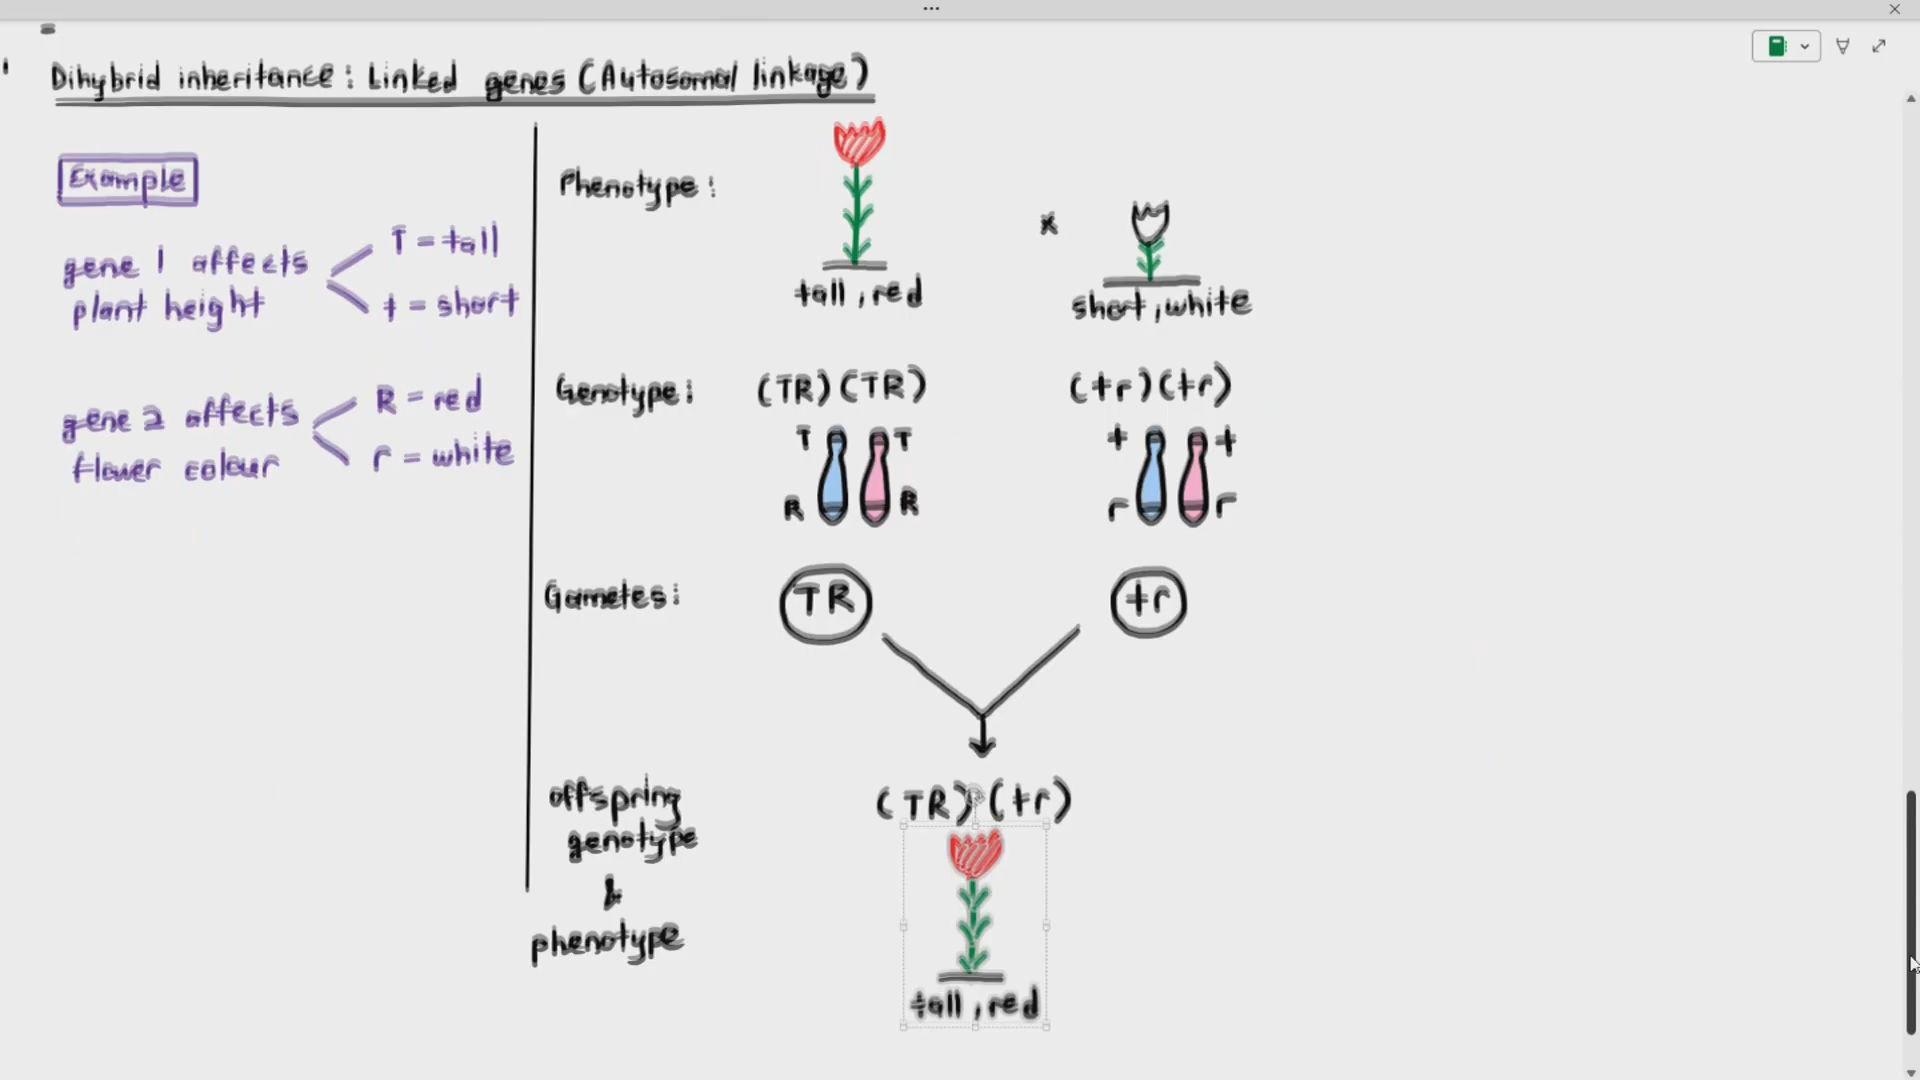 Dihybrid inheritance : Linked genes (Autosomal linkage)
Example
gene 1 affects
plant height
T = tall
t = short
gene 2 affects
flower colour
R = red
r = white
Phenotype :
tall , red
x
short , white
Genotype :
(TR)(TR)
(tr)(tr)
T T
R R
t t
r r
Gametes :
TR
tr
offspring
genotype
&
phenotype
(TR) (tr)
tall , red